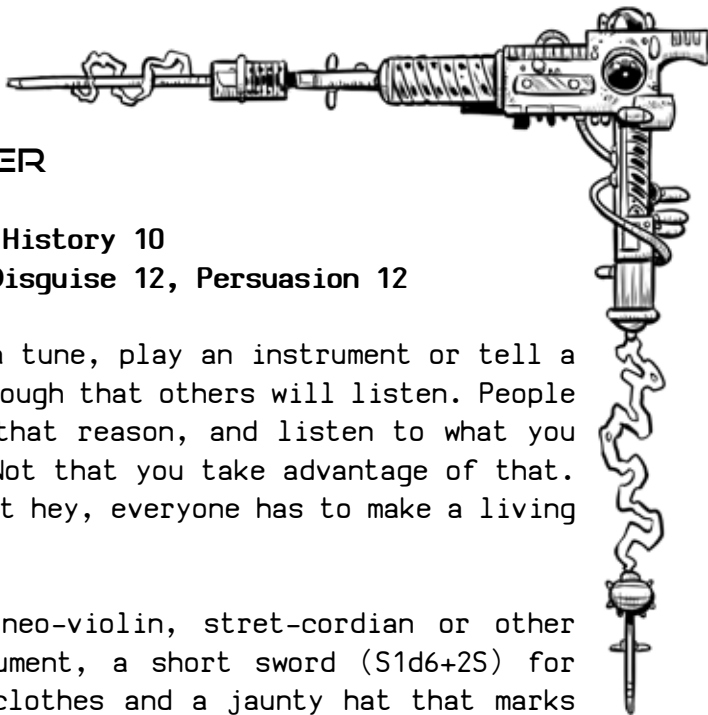 ER
History 10
Disguise 12, Persuasion 12
a tune, play an instrument or tell a
ough that others will listen. People
that reason, and listen to what you
Not that you take advantage of that.
t hey, everyone has to make a living
neo-violin, stret-cordian or other
ument, a short sword (S1d6+2S) for
clothes and a jaunty hat that marks